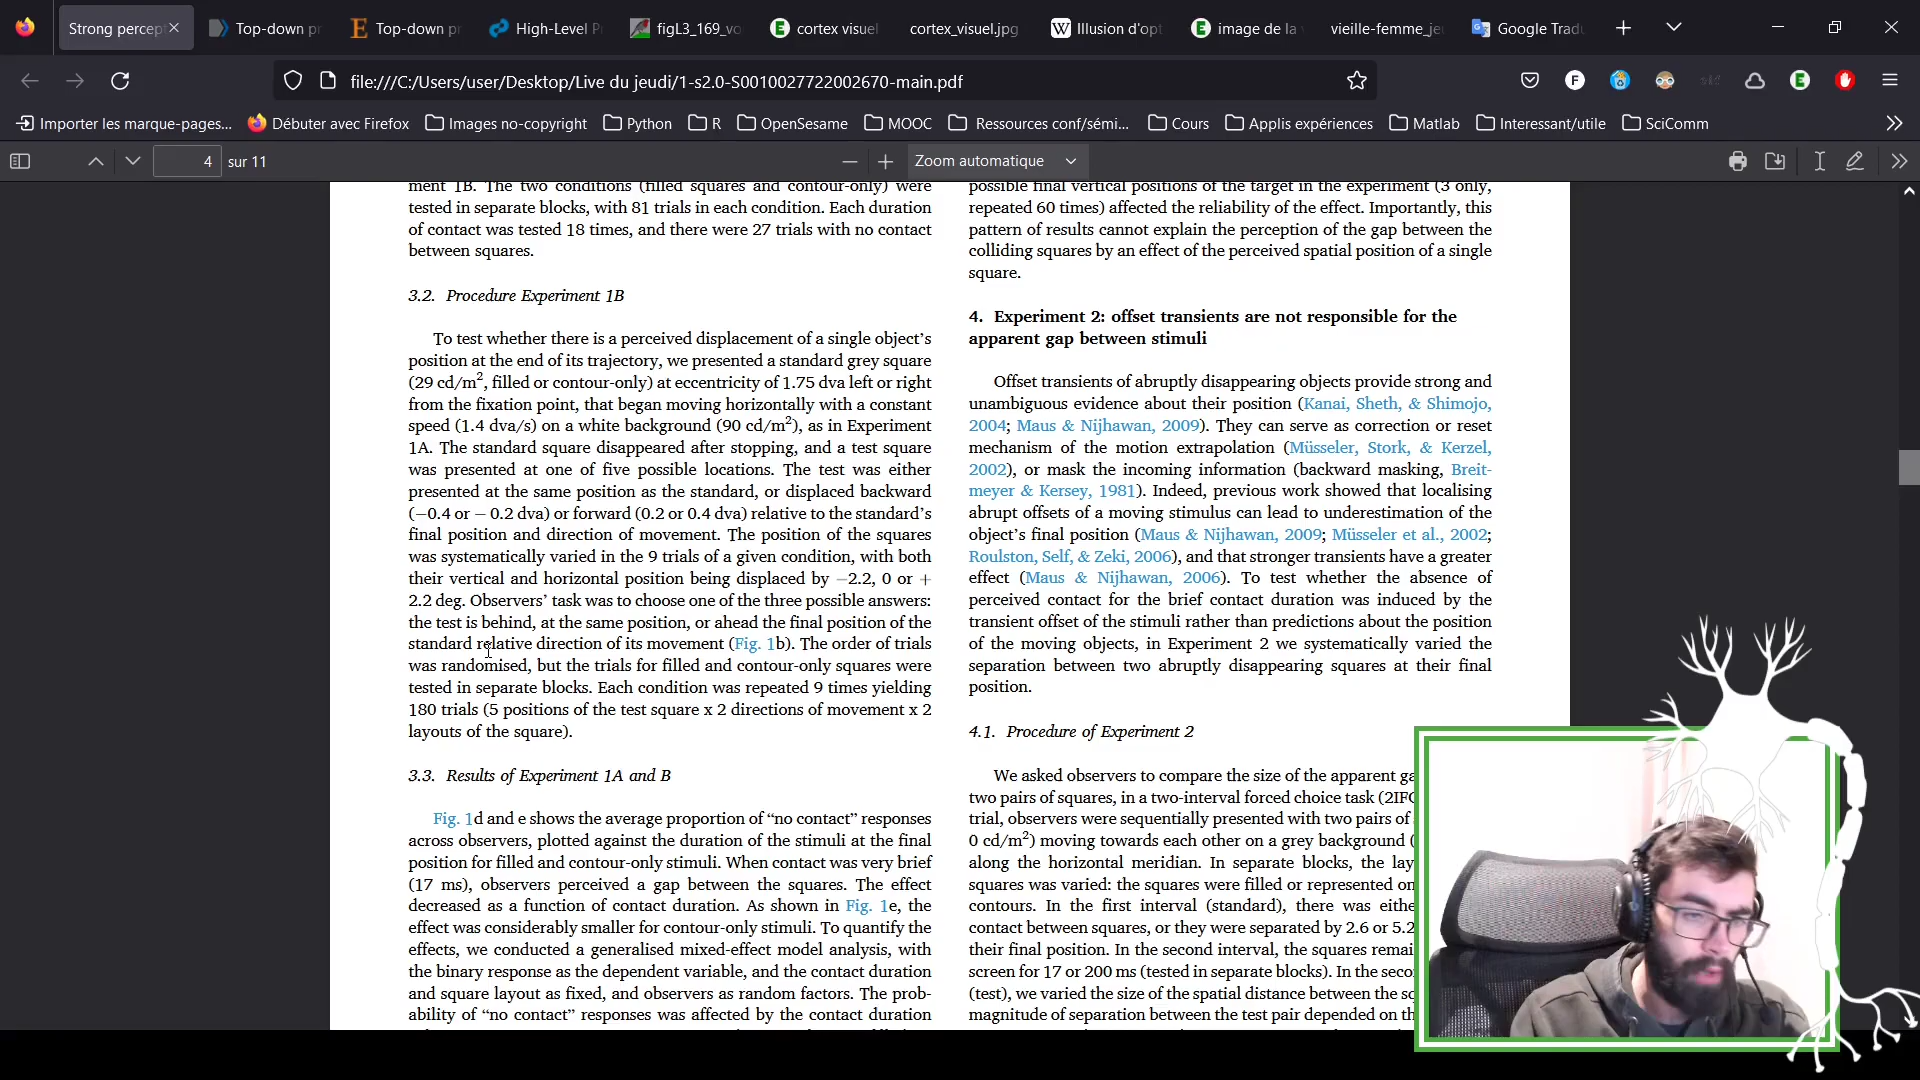 Strong percep
Top-down pr
Top-down pr
High-Level P
figL3_169_vo
cortex visuel
cortex_visuel.jpg
Illusion d'opt
image de la v
vieille-femme_je
Google Tradu
file:///C:/Users/user/Desktop/Live du jeudi/1-s2.0-S0010027722002670-main.pdf
Importer les marque-pages...
Débuter avec Firefox
Images no-copyright
Python
R
OpenSesame
MOOC
Ressources conf/sémi...
Cours
Applis expériences
Matlab
Interessant/utile
SciComm
4 sur 11
Zoom automatique
ment 1B. The two conditions (filled squares and contour-only) were
tested in separate blocks, with 81 trials in each condition. Each duration
of contact was tested 18 times, and there were 27 trials with no contact
between squares.
3.2. Procedure Experiment 1B
To test whether there is a perceived displacement of a single object's
position at the end of its trajectory, we presented a standard grey square
(29 cd/m2, filled or contour-only) at eccentricity of 1.75 dva left or right
from the fixation point, that began moving horizontally with a constant
speed (1.4 dva/s) on a white background (90 cd/m2), as in Experiment
1A. The standard square disappeared after stopping, and a test square
was presented at one of five possible locations. The test was either
presented at the same position as the standard, or displaced backward
(−0.4 or − 0.2 dva) or forward (0.2 or 0.4 dva) relative to the standard's
final position and direction of movement. The position of the squares
was systematically varied in the 9 trials of a given condition, with both
their vertical and horizontal position being displaced by −2.2, 0 or +
2.2 deg. Observers' task was to choose one of the three possible answers:
the test is behind, at the same position, or ahead the final position of the
standard relative direction of its movement (Fig. 1b). The order of trials
was randomised, but the trials for filled and contour-only squares were
tested in separate blocks. Each condition was repeated 9 times yielding
180 trials (5 positions of the test square x 2 directions of movement x 2
layouts of the square).
3.3. Results of Experiment 1A and B
Fig. 1d and e shows the average proportion of "no contact" responses
across observers, plotted against the duration of the stimuli at the final
position for filled and contour-only stimuli. When contact was very brief
(17 ms), observers perceived a gap between the squares. The effect
decreased as a function of contact duration. As shown in Fig. 1e, the
effect was considerably smaller for contour-only stimuli. To quantify the
effects, we conducted a generalised mixed-effect model analysis, with
the binary response as the dependent variable, and the contact duration
and square layout as fixed, and observers as random factors. The prob-
ability of "no contact" responses was affected by the contact duration
possible final vertical positions of the target in the experiment (3 only,
repeated 60 times) affected the reliability of the effect. Importantly, this
pattern of results cannot explain the perception of the gap between the
colliding squares by an effect of the perceived spatial position of a single
square.
4. Experiment 2: offset transients are not responsible for the
apparent gap between stimuli
Offset transients of abruptly disappearing objects provide strong and
unambiguous evidence about their position (Kanai, Sheth, & Shimojo,
2004; Maus & Nijhawan, 2009). They can serve as correction or reset
mechanism of the motion extrapolation (Müsseler, Stork, & Kerzel,
2002), or mask the incoming information (backward masking, Breit-
meyer & Kersey, 1981). Indeed, previous work showed that localising
abrupt offsets of a moving stimulus can lead to underestimation of the
object's final position (Maus & Nijhawan, 2009; Müsseler et al., 2002;
Roulston, Self, & Zeki, 2006), and that stronger transients have a greater
effect (Maus & Nijhawan, 2006). To test whether the absence of
perceived contact for the brief contact duration was induced by the
transient offset of the stimuli rather than predictions about the position
of the moving objects, in Experiment 2 we systematically varied the
separation between two abruptly disappearing squares at their final
position.
4.1. Procedure of Experiment 2
We asked observers to compare the size of the apparent ga
two pairs of squares, in a two-interval forced choice task (2IFC
trial, observers were sequentially presented with two pairs of
0 cd/m2) moving towards each other on a grey background (
along the horizontal meridian. In separate blocks, the lay
squares was varied: the squares were filled or represented on
contours. In the first interval (standard), there was eithe
contact between squares, or they were separated by 2.6 or 5.2
their final position. In the second interval, the squares remai
screen for 17 or 200 ms (tested in separate blocks). In the seco
(test), we varied the size of the spatial distance between the sq
magnitude of separation between the test pair depended on th